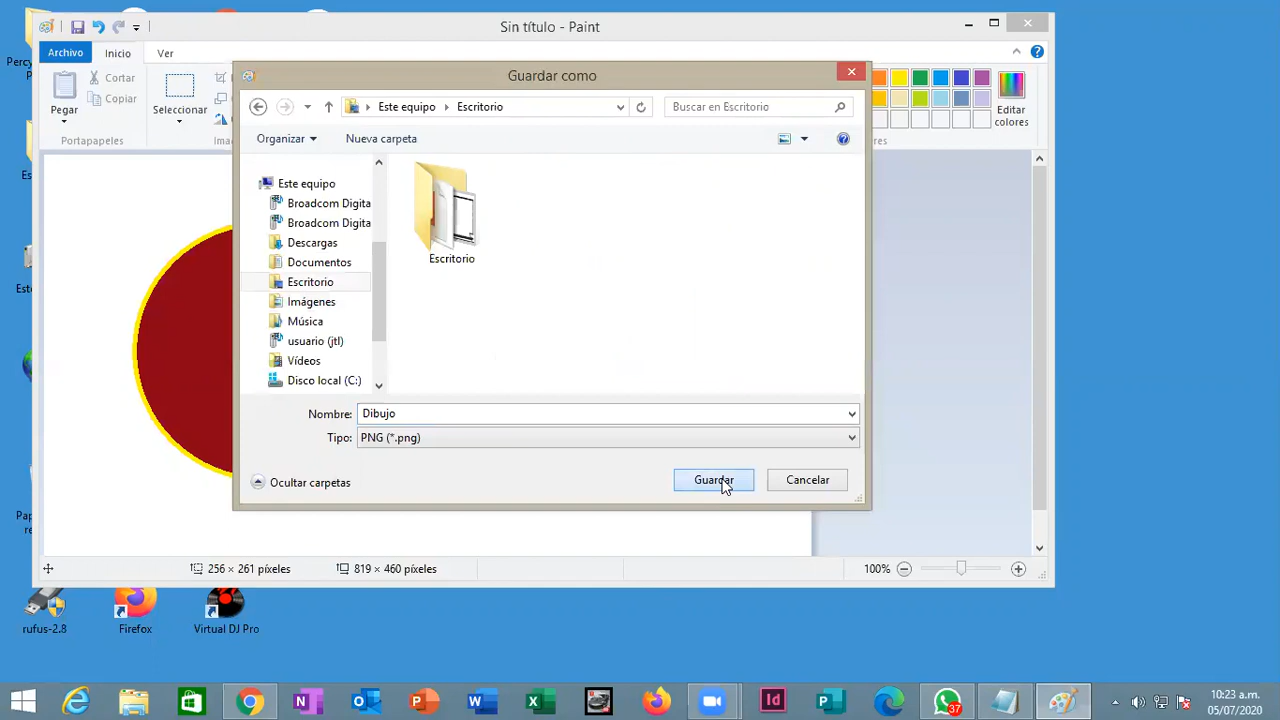 Sin título - Paint
Archivo Inicio Ver
Pegar
Cortar
Copiar
Portapapeles
Seleccionar
Editar colores
Guardar como
Este equipo Escritorio
Buscar en Escritorio
Organizar Nueva carpeta
Este equipo
Broadcom Digita
Broadcom Digita
Descargas
Documentos
Escritorio
Imágenes
Música
usuario (jtl)
Vídeos
Disco local (C:)
Escritorio
Nombre: Dibujo
Tipo: PNG (*.png)
Ocultar carpetas
Guardar Cancelar
256 × 261 píxeles
819 × 460 píxeles
100%
rufus-2.8
Firefox
Virtual DJ Pro
37
10:23 a.m.
05/07/2020